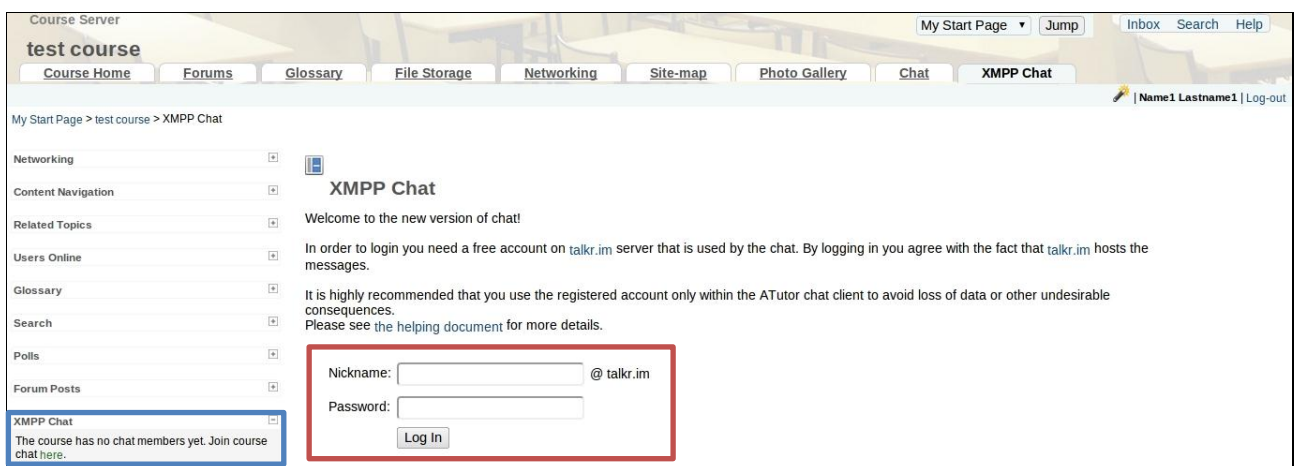 Course Server
My Start Page Jump Inbox Search Help
test course
Course Home Forums Glossary File Storage Networking Site-map Photo Gallery Chat XMPP Chat
| Name1 Lastname1 | Log-out
My Start Page > test course > XMPP Chat
Networking
Content Navigation
Related Topics
Users Online
Glossary
Search
Polls
Forum Posts
XMPP Chat
The course has no chat members yet. Join course
chat here.
XMPP Chat
Welcome to the new version of chat!
In order to login you need a free account on talkr.im server that is used by the chat. By logging in you agree with the fact that talkr.im hosts the
messages.
It is highly recommended that you use the registered account only within the ATutor chat client to avoid loss of data or other undesirable
consequences.
Please see the helping document for more details.
Nickname: @ talkr.im
Password:
Log In